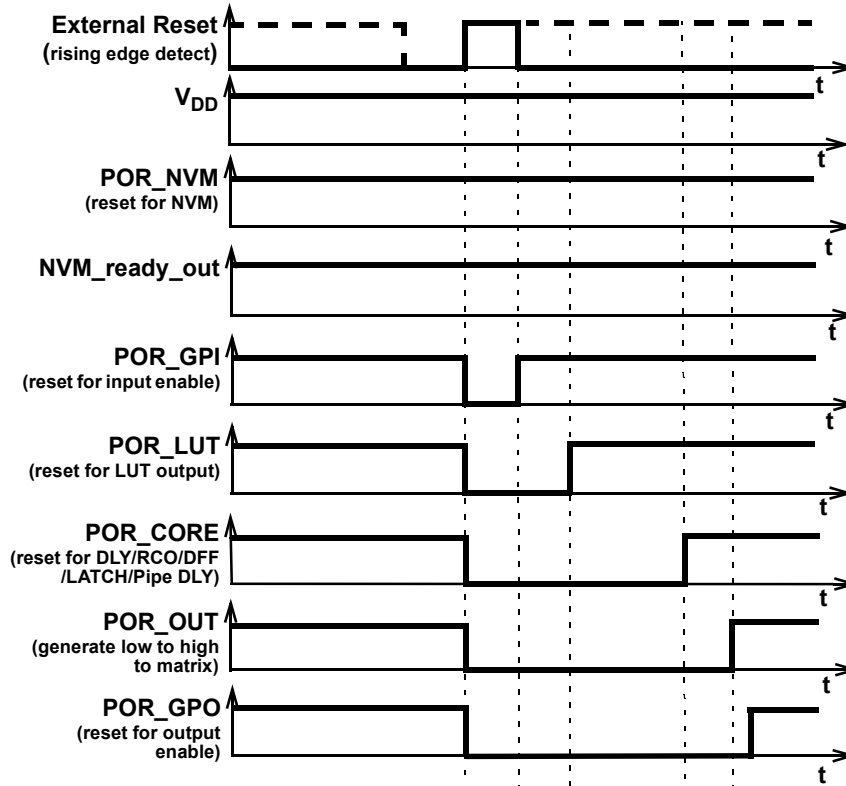 External Reset
(rising edge detect)
t
VDD
t
POR_NVM
(reset for NVM)
t
NVM_ready_out
t
POR_GPI
(reset for input enable)
t
POR_LUT
(reset for LUT output)
t
POR_CORE
(reset for DLY/RCO/DFF
/LATCH/Pipe DLY)
t
POR_OUT
(generate low to high
to matrix)
t
POR_GPO
(reset for output
enable)
t